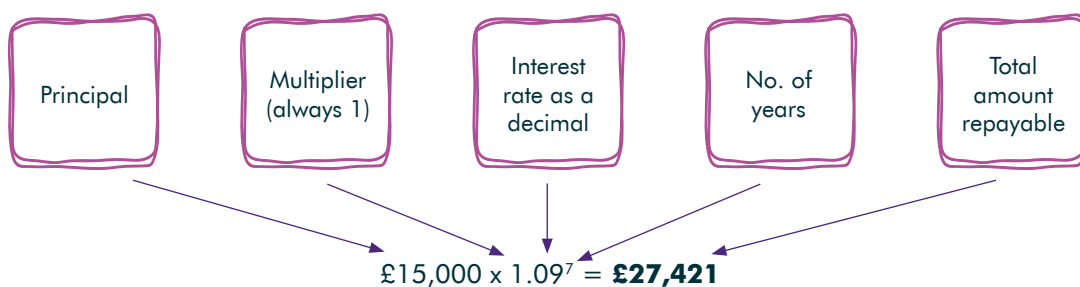 Principal
Multiplier
(always 1)
Interest
rate as a
decimal
No. of
years
Total
amount
repayable
£15,000 x 1.09⁷ = £27,421